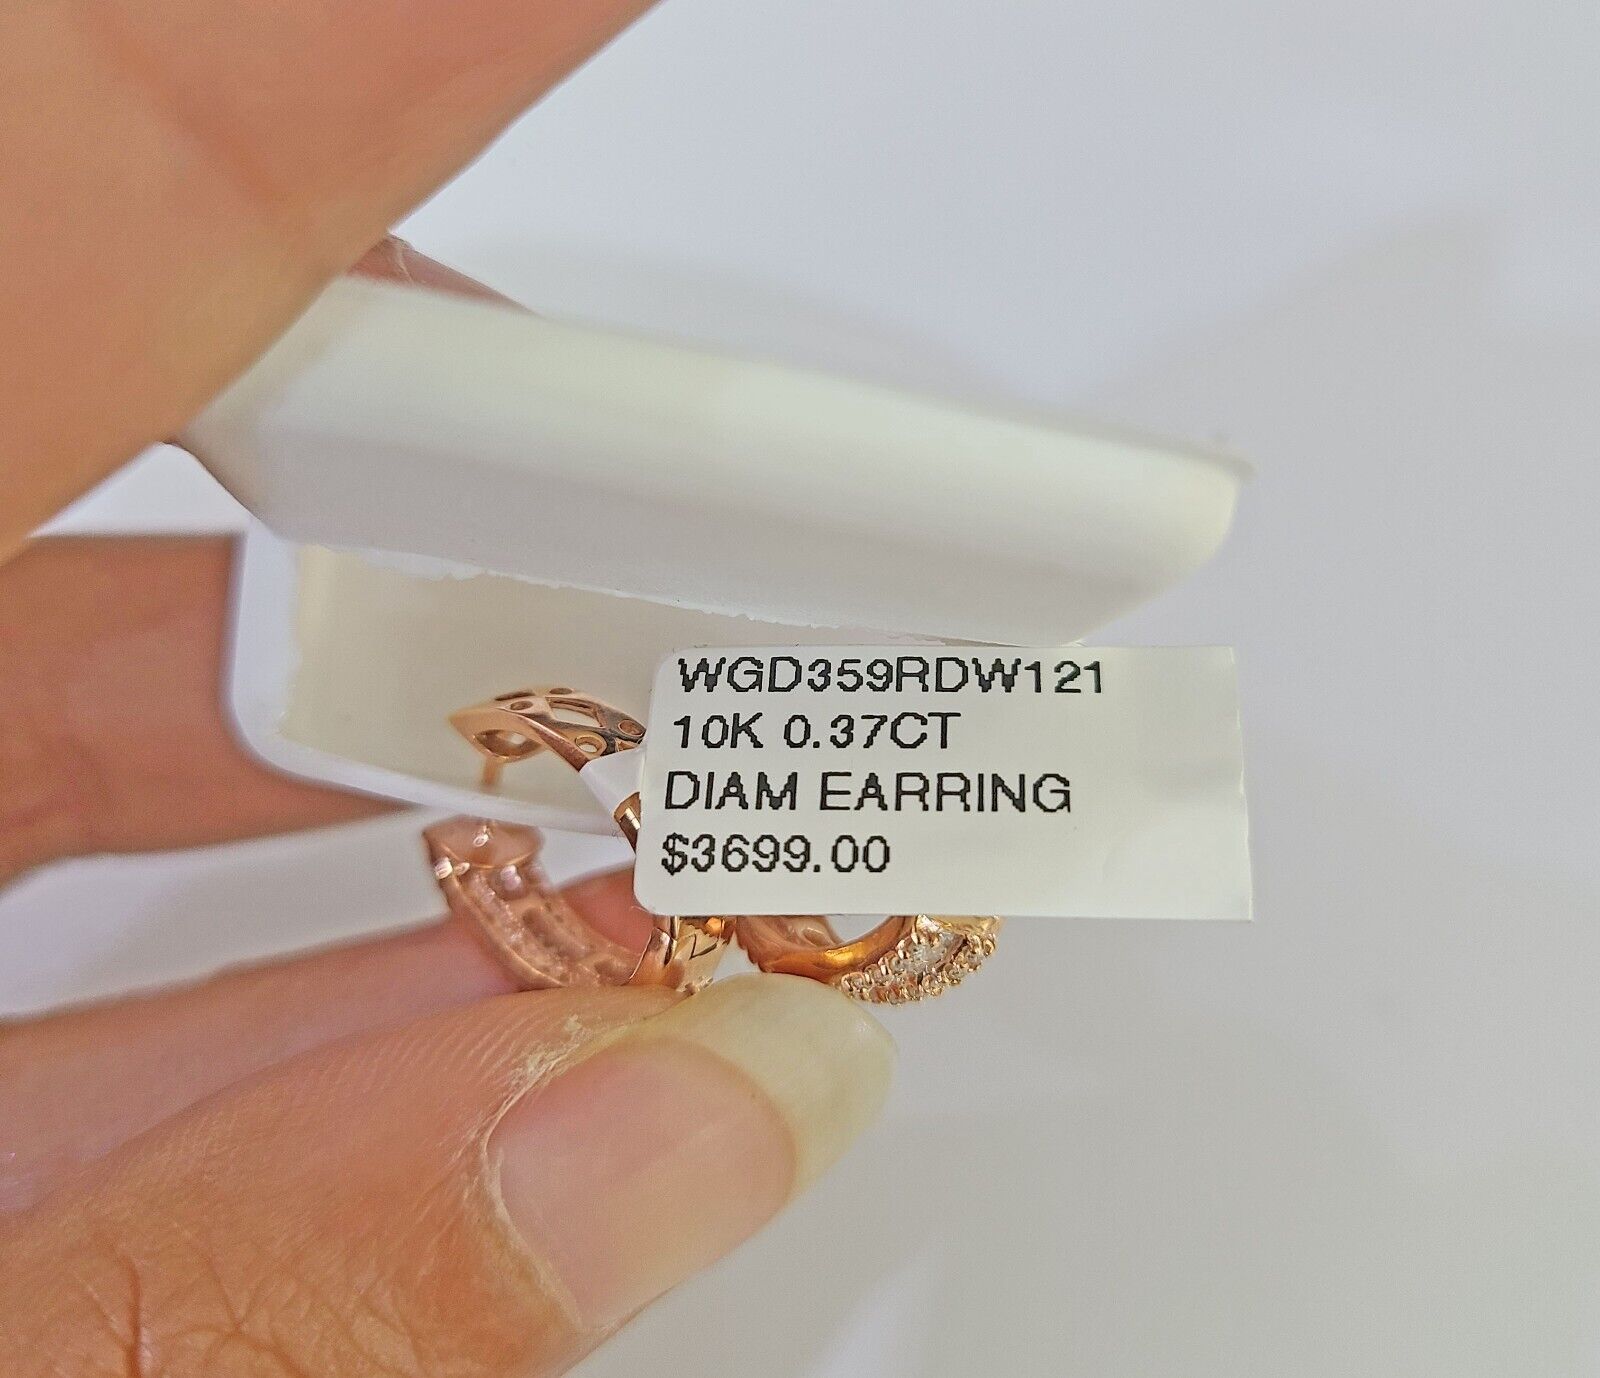 WGD359RDW121
10K 0.37CT
DIAM EARRING
$3699.00